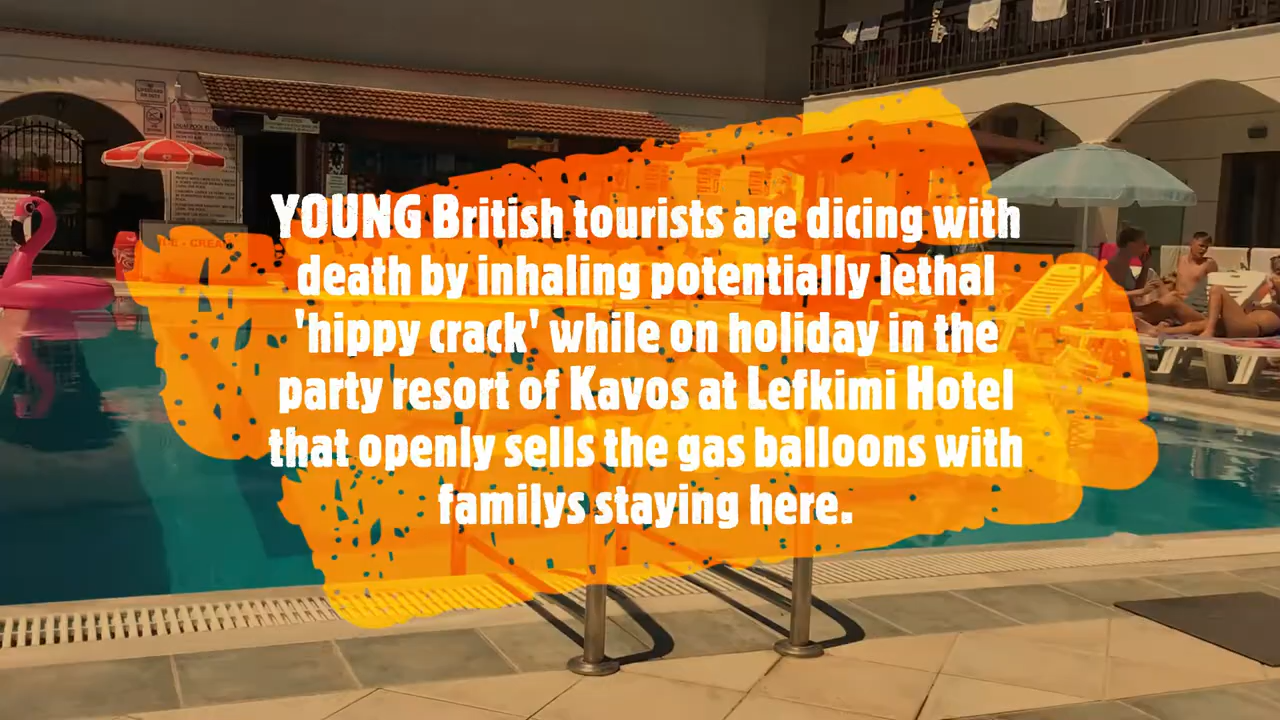 YOUNG British tourists are dicing with
death by inhaling potentially lethal
'hippy crack' while on holiday in the
party resort of Kavos at Lefkimi Hotel
that openly sells the gas balloons with
familys staying here.